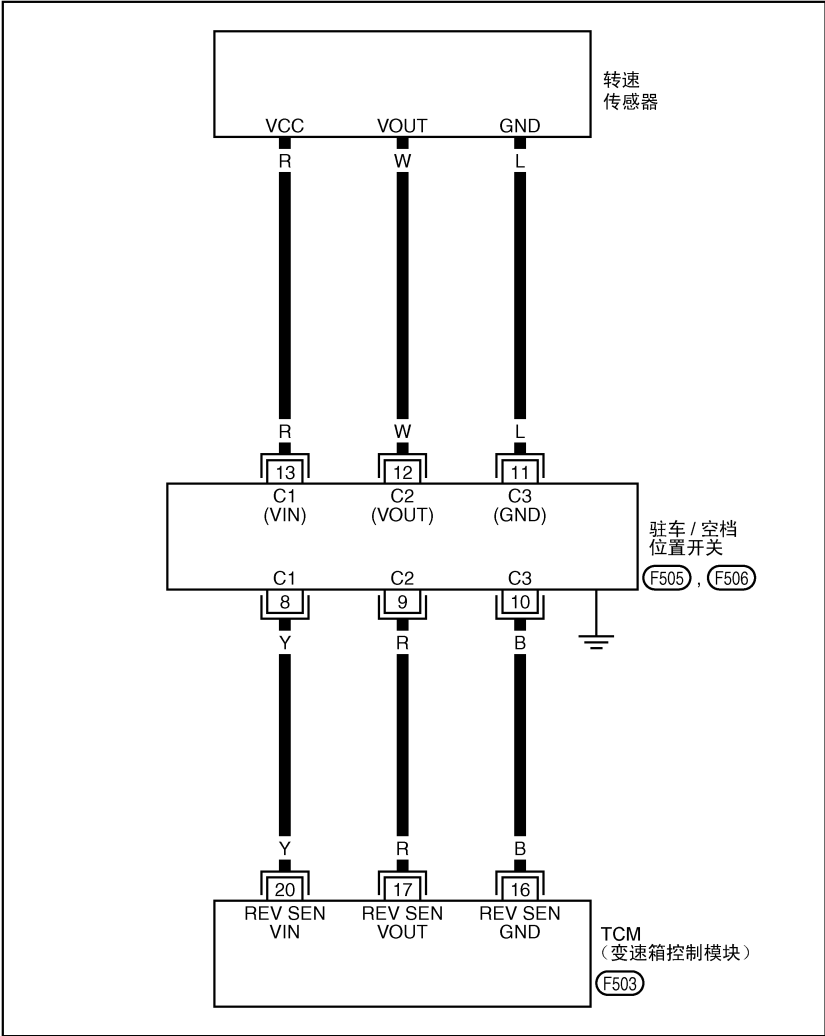 转速
传感器
VCC VOUT GND
R W L
R W L
13 12 11
C1 C2 C3
(VIN) (VOUT) (GND)
驻车 / 空档
位置开关
F505 , F506
C1 C2 C3
8 9 10
Y R B
Y R B
20 17 16
REV SEN REV SEN REV SEN
VIN VOUT GND
TCM
（变速箱控制模块）
F503